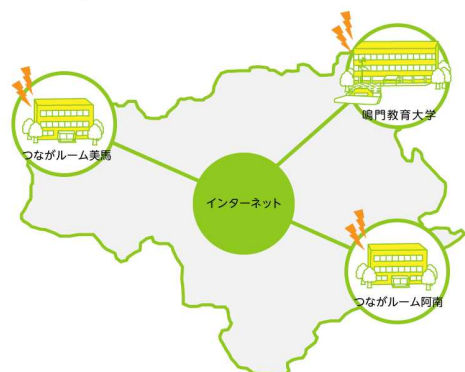 鳴門教育大学
つながルーム美馬
インターネット
つながルーム阿南